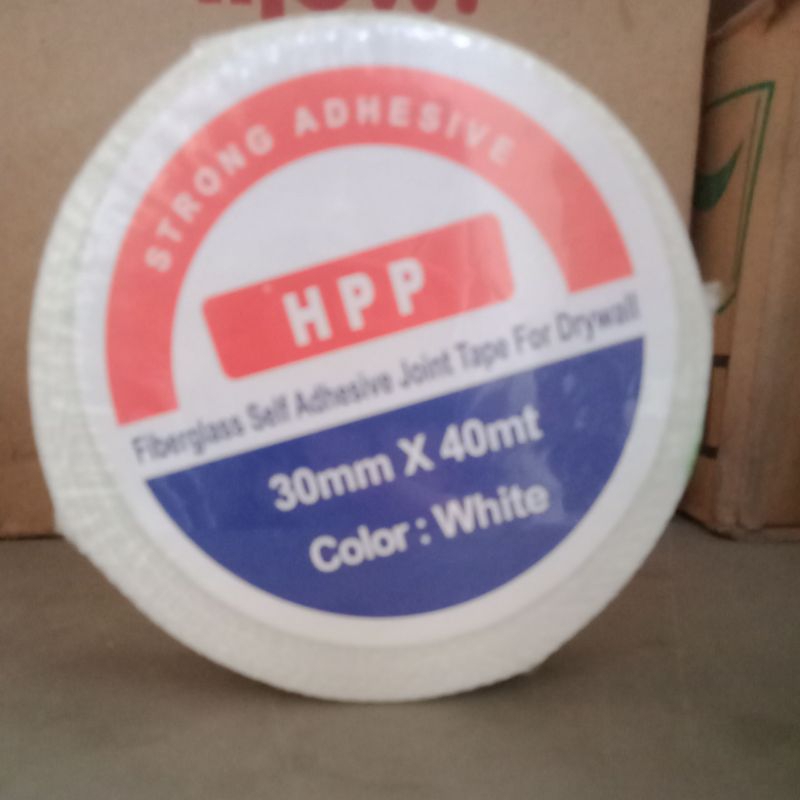 STRONG ADHESIVE
HPP
Fiberglass Self Adhesive Joint Tape For Drywall
30mm X 40mt
Color : White